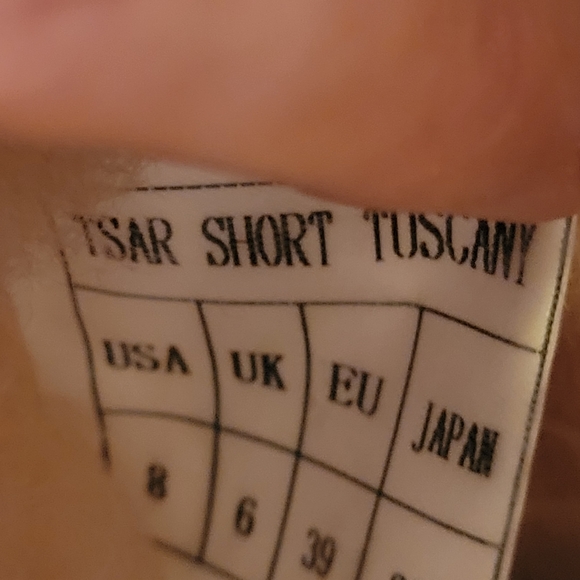 TSAR SHORT TUSCANY
USA UK EU JAPAN
8 6 39